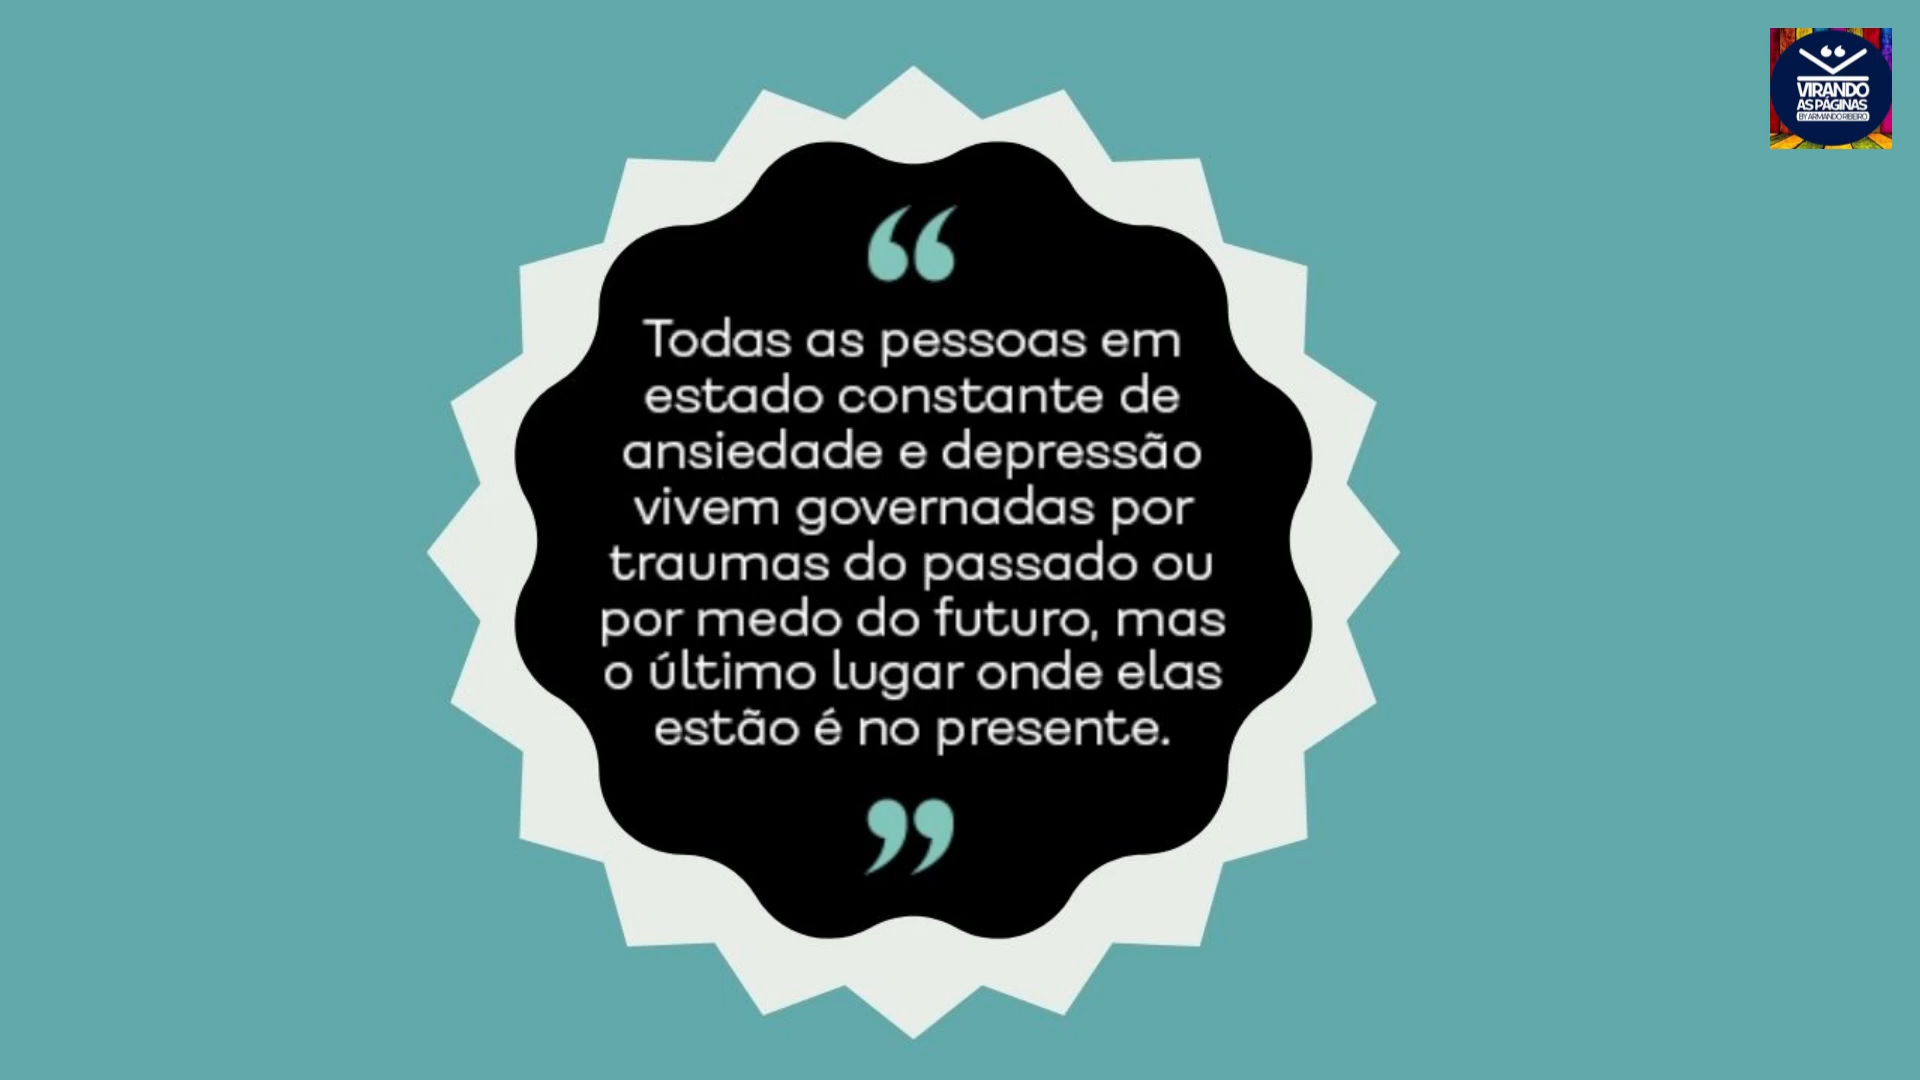 VIRANDO
AS PÁGINAS
BY ARMANDO RIBEIRO
“
Todas as pessoas em
estado constante de
ansiedade e depressão
vivem governadas por
traumas do passado ou
por medo do futuro, mas
o último lugar onde elas
estão é no presente.
”